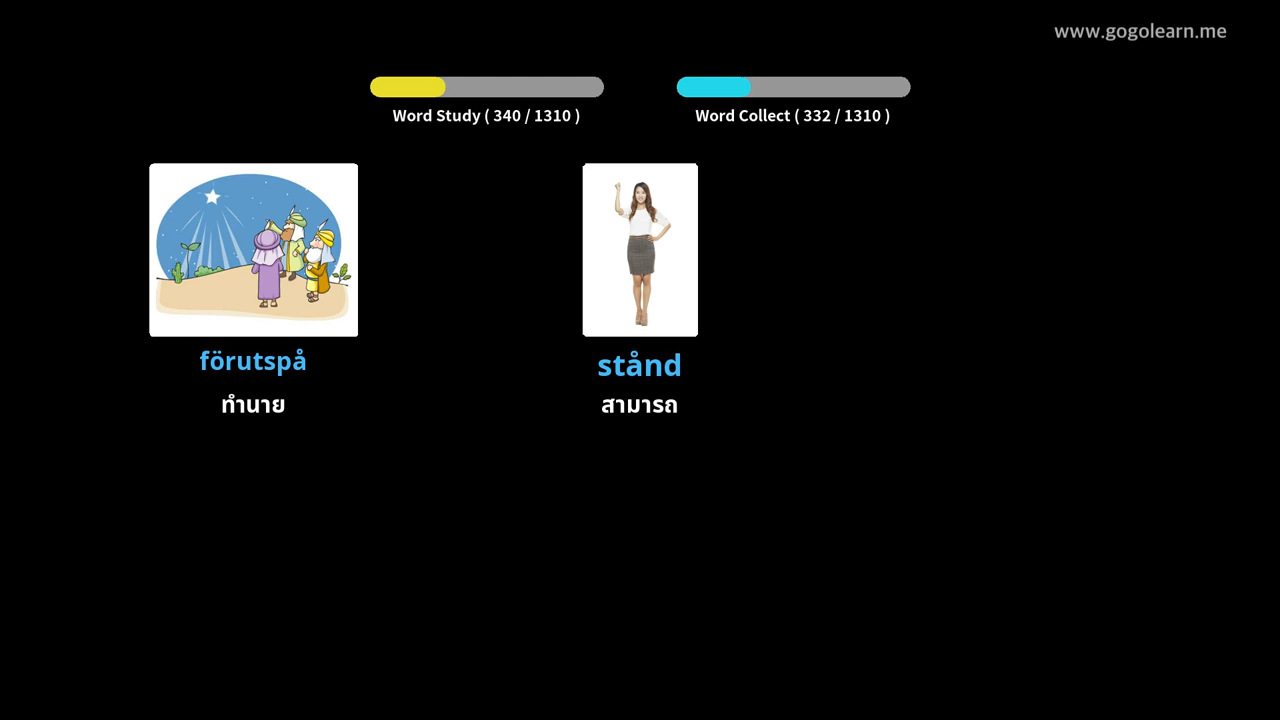 www.gogolearn.me
Word Study ( 340 / 1310 )
Word Collect ( 332 / 1310 )
förutspå
ทำนาย
stånd
สามารถ